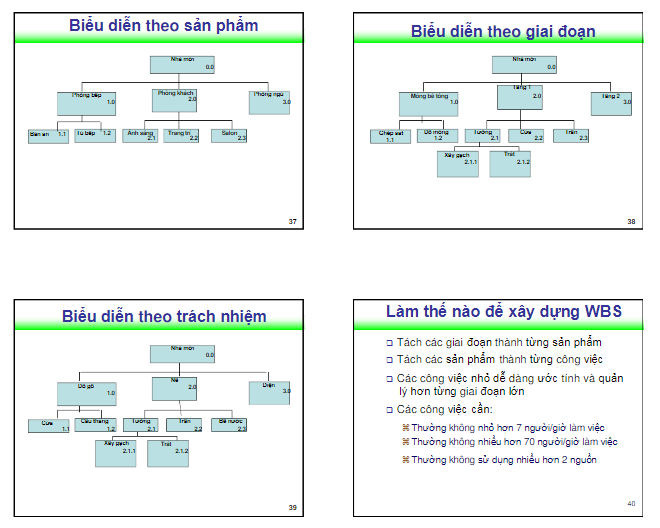 Biểu diễn theo sản phẩm
Nhà mới
0.0
Phòng bếp
1.0
Phòng khách
2.0
Phòng ngủ
3.0
Bàn ăn 1.1
Tủ bếp 1.2
Ánh sáng
2.1
Trang trí
2.2
Salon
2.3
37
Biểu diễn theo giai đoạn
Nhà mới
0.0
Móng bê tông
1.0
Tầng 1
2.0
Tầng 2
3.0
Ghép sắt
1.1
Đổ móng
1.2
Tường
2.1
Cửa
2.2
Trần
2.3
Xây gạch
2.1.1
Trát
2.1.2
38
Biểu diễn theo trách nhiệm
Nhà mới
0.0
Đồ gỗ
1.0
Nề
2.0
Điện
3.0
Cửa
1.1
Cầu thang
1.2
Tường
2.1
Trần
2.2
Bể nước
2.3
Xây gạch
2.1.1
Trát
2.1.2
39
Làm thế nào để xây dựng WBS
Tách các giai đoạn thành từng sản phẩm
Tách các sản phẩm thành từng công việc
Các công việc nhỏ dễ dàng ước tính và quản
lý hơn từng giai đoạn lớn
Các công việc cần:
⌘ Thường không nhỏ hơn 7 người/giờ làm việc
⌘ Thường không nhiều hơn 70 người/giờ làm việc
⌘ Thường không sử dụng nhiều hơn 2 nguồn
40